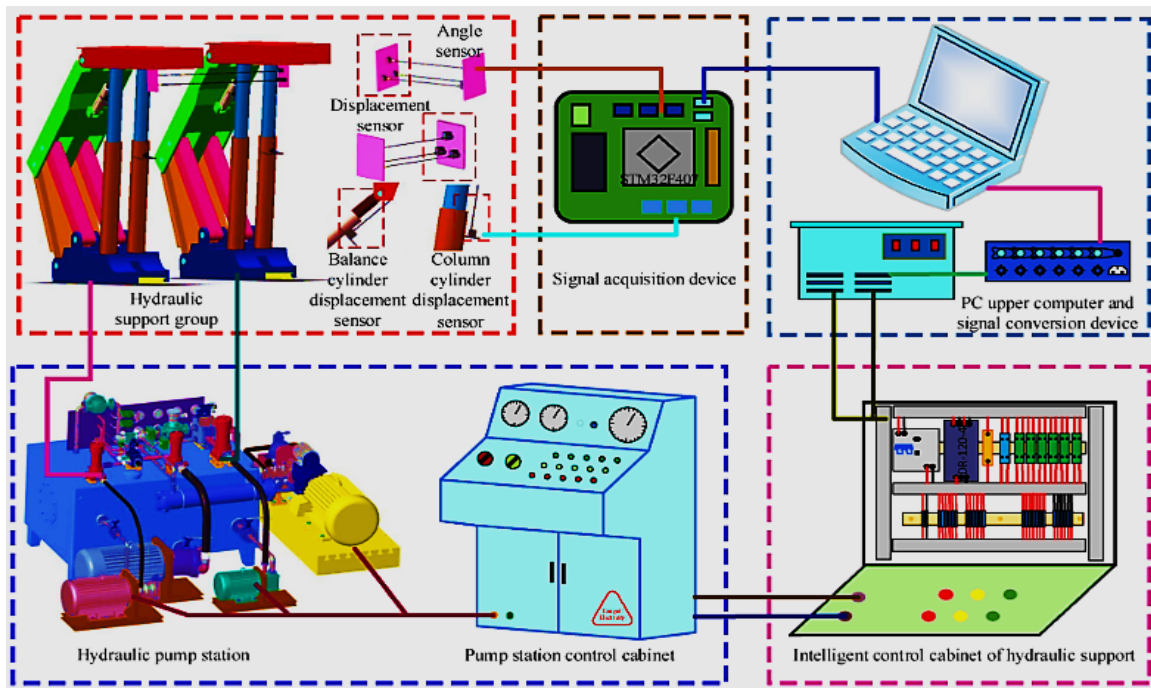 Angle
sensor
Displacement
sensor
STM32F407
Balance
cylinder
displacement
sensor
Column
cylinder
displacement
sensor
Hydraulic
support group
Signal acquisition device
PC upper computer and
signal conversion device
Hydraulic pump station
Pump station control cabinet
Intelligent control cabinet of hydraulic support